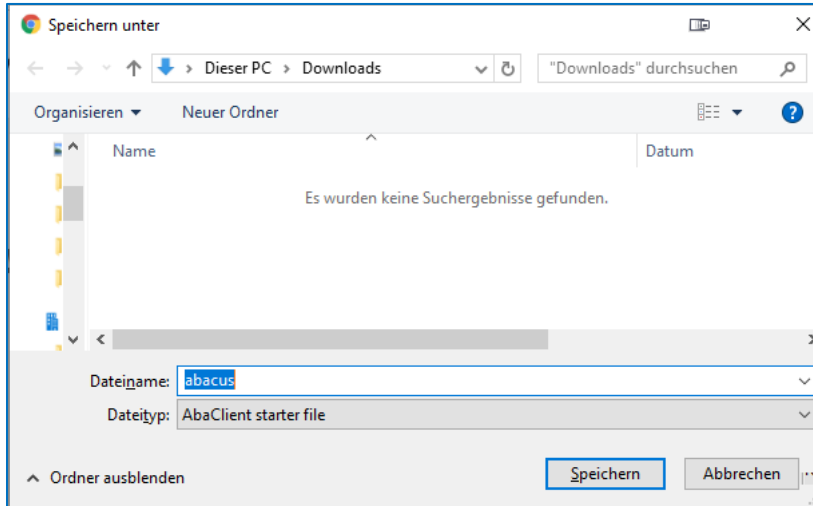 Speichern unter
Dieser PC > Downloads
"Downloads" durchsuchen
Organisieren
Neuer Ordner
Name
Datum
Es wurden keine Suchergebnisse gefunden.
Dateiname: abacus
Dateityp: AbaClient starter file
Ordner ausblenden
Speichern
Abbrechen